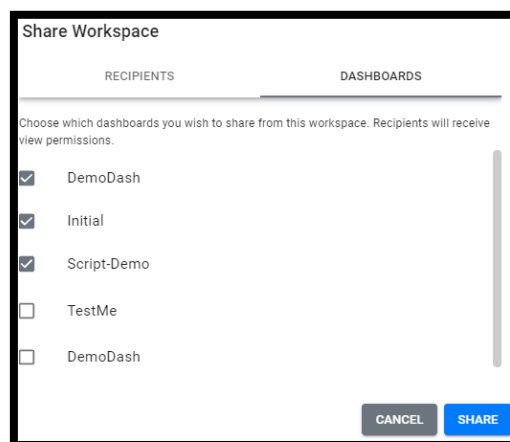 Share Workspace
RECIPIENTS DASHBOARDS
Choose which dashboards you wish to share from this workspace. Recipients will receive
view permissions.
DemoDash
Initial
Script-Demo
TestMe
DemoDash
CANCEL SHARE